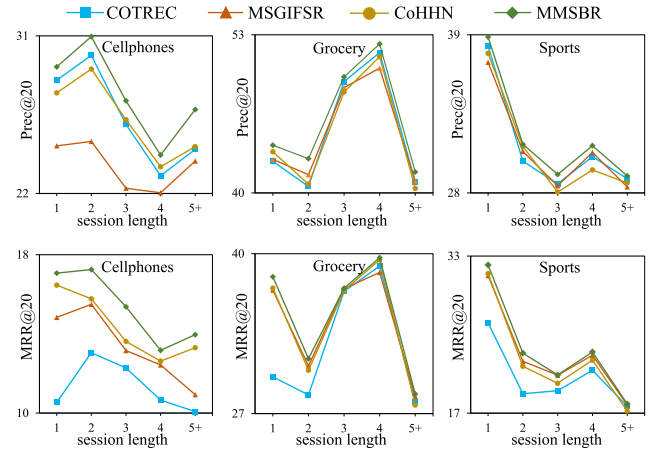 COTREC MSGIFSR CoHHN MMSBR
31 Cellphones
Prec@20
22
1 2 3 4 5+
session length
53 Grocery
Prec@20
40
1 2 3 4 5+
session length
39 Sports
Prec@20
28
1 2 3 4 5+
session length
18 Cellphones
MRR@20
10
1 2 3 4 5+
session length
40 Grocery
MRR@20
27
1 2 3 4 5+
session length
33 Sports
MRR@20
17
1 2 3 4 5+
session length